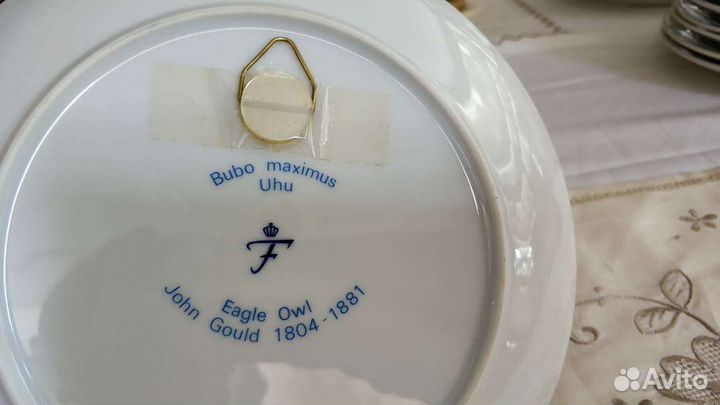 Bubo maximus
Uhu
F
Eagle Owl
John Gould 1804-1881
Avito